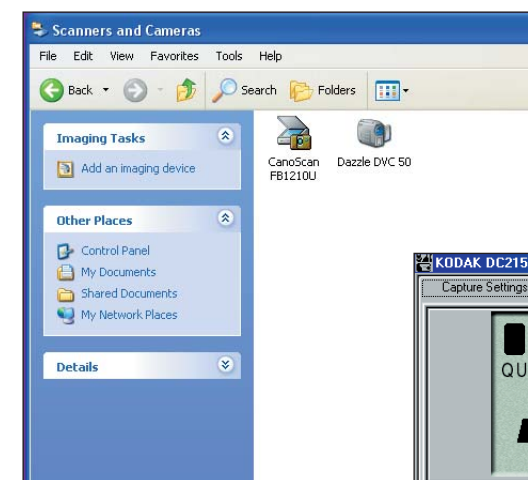 Scanners and Cameras
File Edit View Favorites Tools Help
Back Search Folders
Imaging Tasks
Add an imaging device
Other Places
Control Panel
My Documents
Shared Documents
My Network Places
Details
CanoScan
FB1210U
Dazzle DVC 50
KODAK DC215
Capture Settings
QU